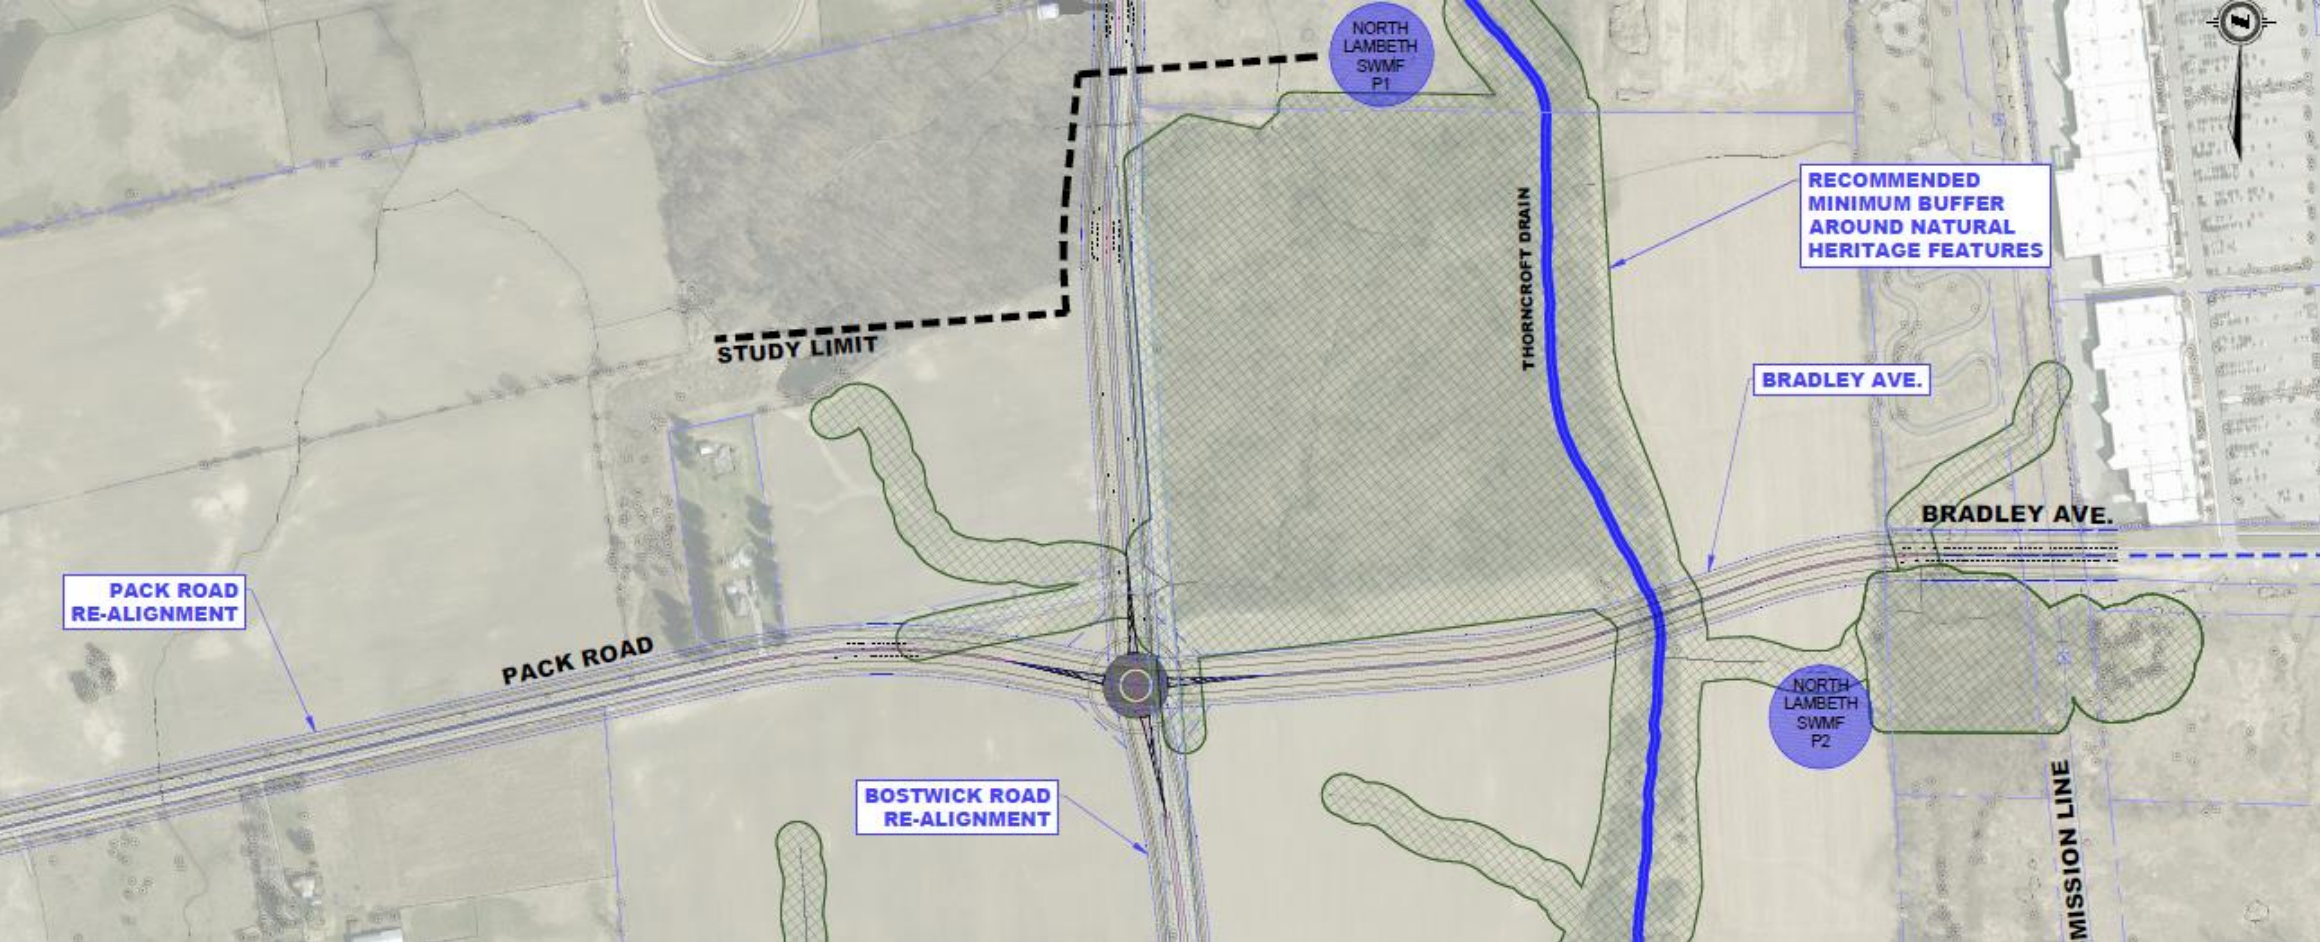 NORTH
LAMBETH
SWMF
P1
RECOMMENDED
MINIMUM BUFFER
AROUND NATURAL
HERITAGE FEATURES
THORNCROFT DRAIN
STUDY LIMIT
BRADLEY AVE.
BRADLEY AVE.
PACK ROAD
RE-ALIGNMENT
PACK ROAD
NORTH
LAMBETH
SWMF
P2
BOSTWICK ROAD
RE-ALIGNMENT
MISSION LINE